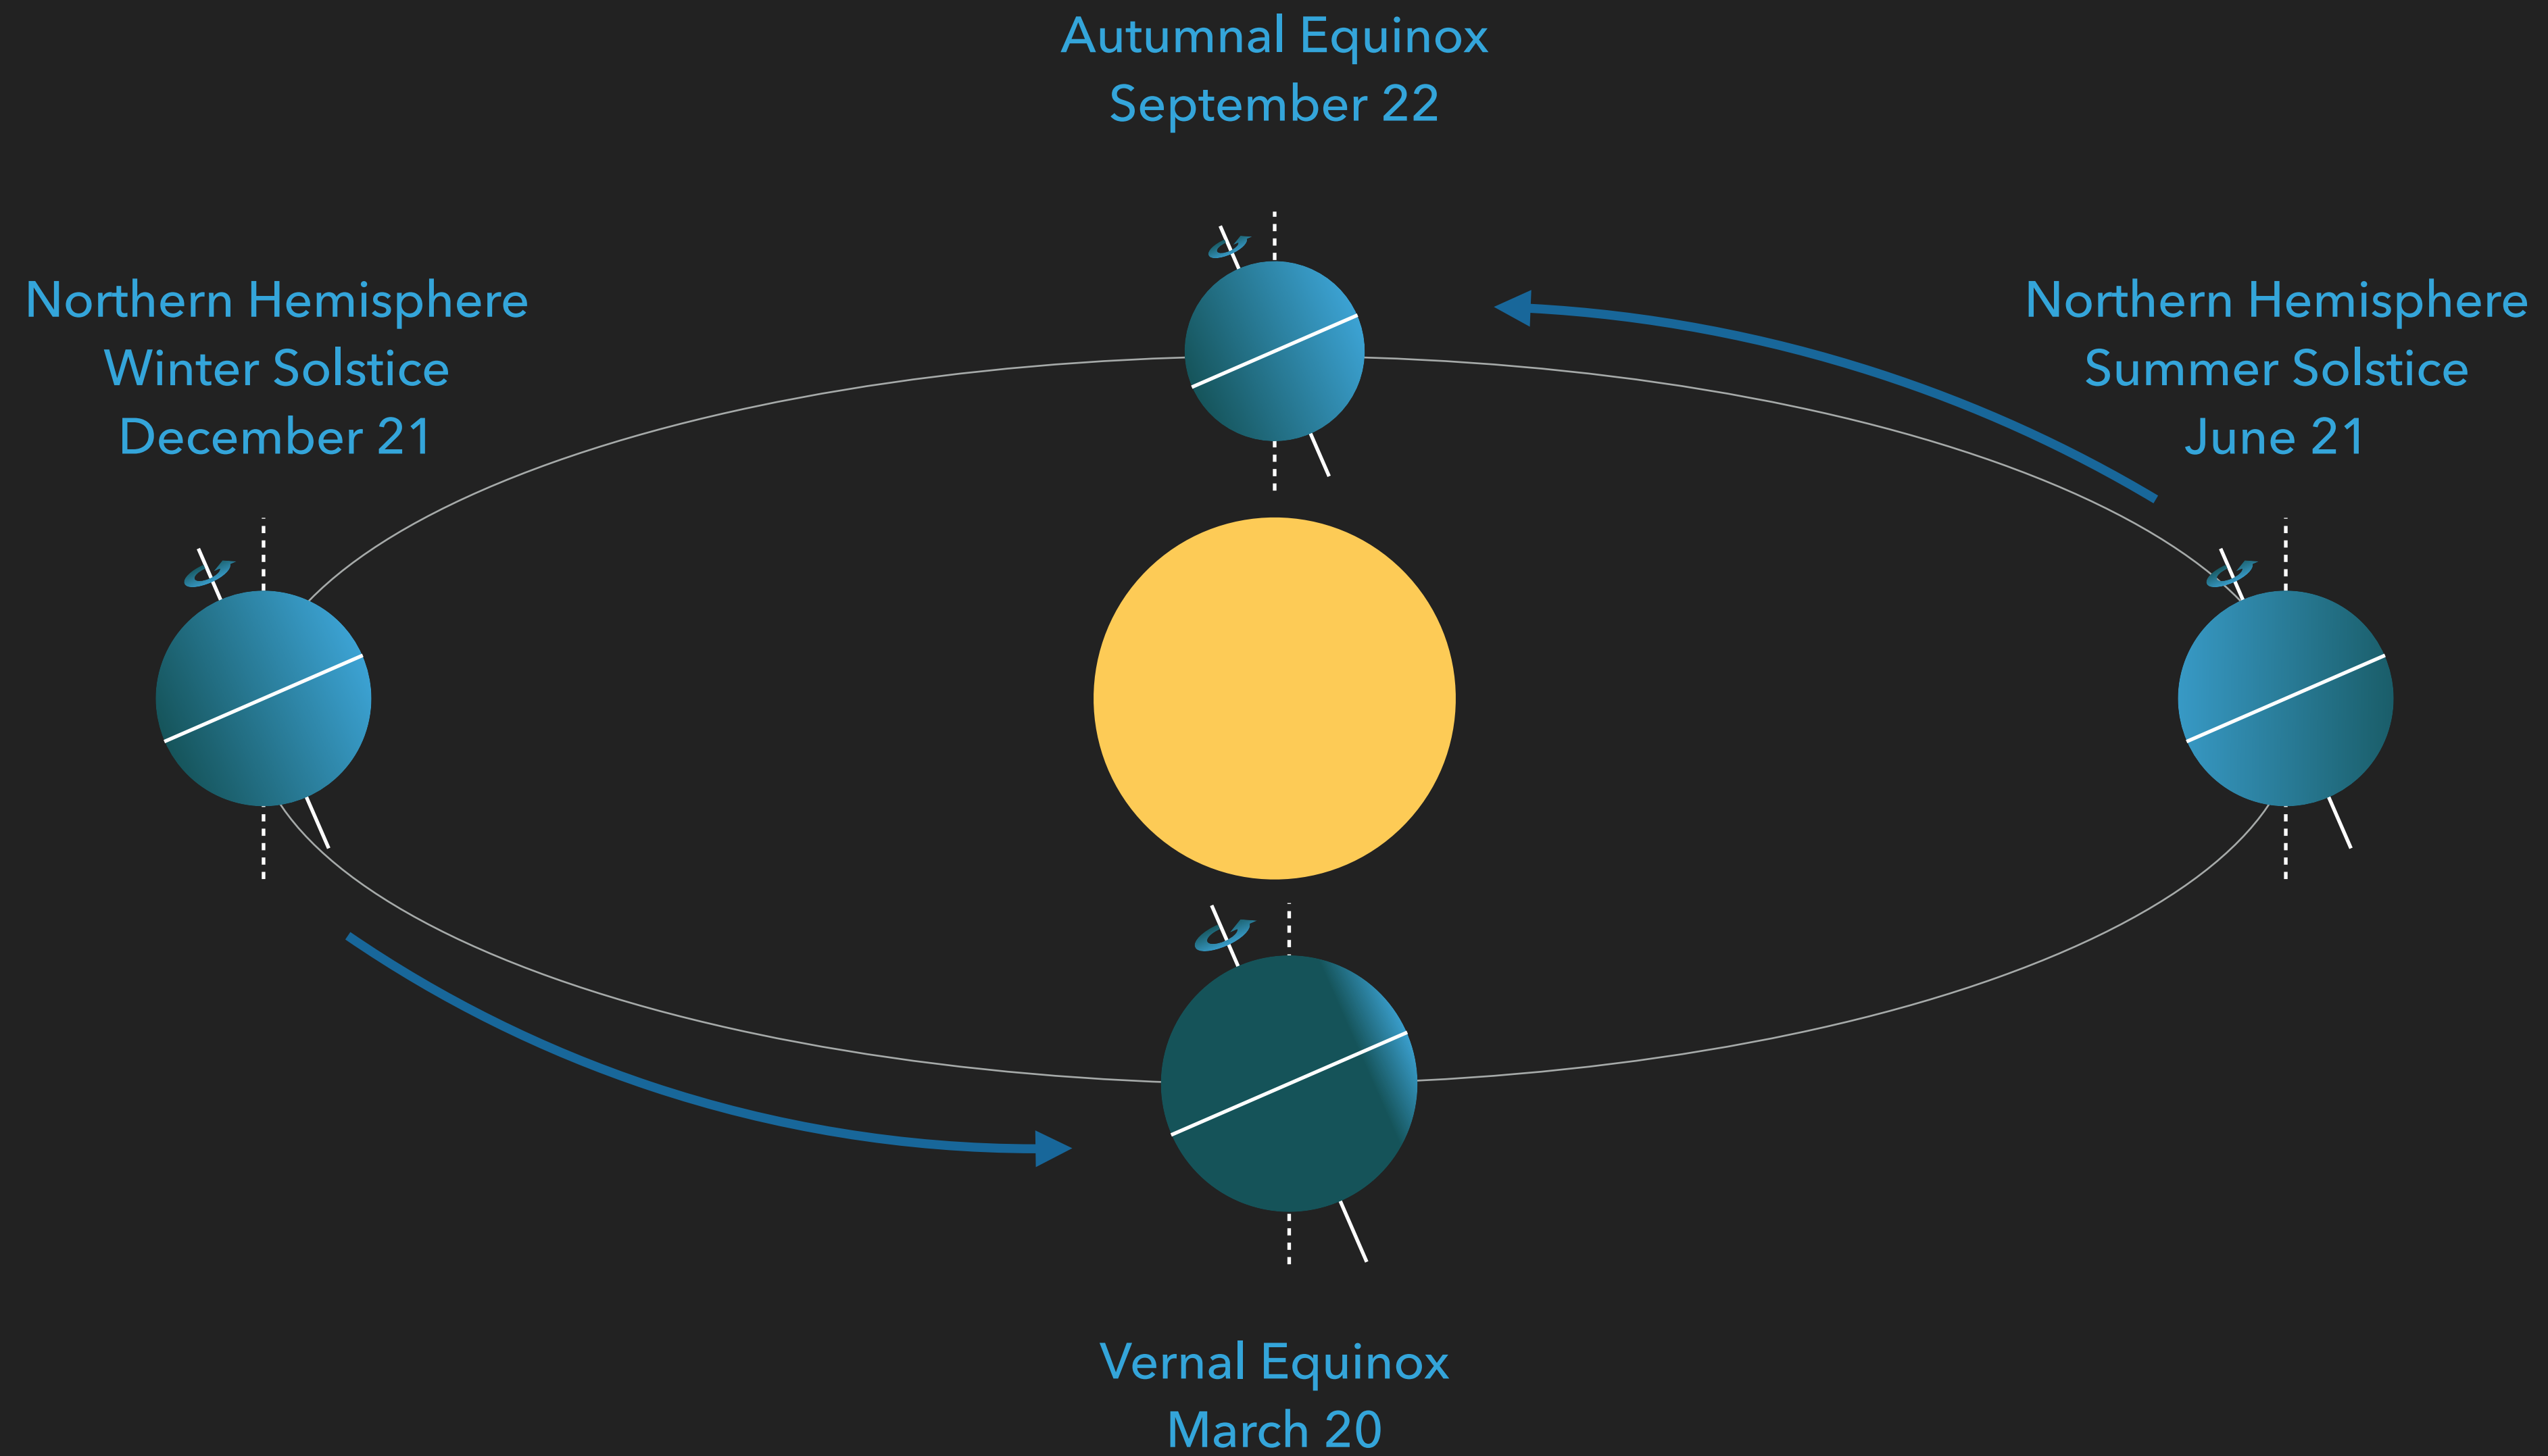 Autumnal Equinox
September 22
Northern Hemisphere
Winter Solstice
December 21
Northern Hemisphere
Summer Solstice
June 21
Vernal Equinox
March 20